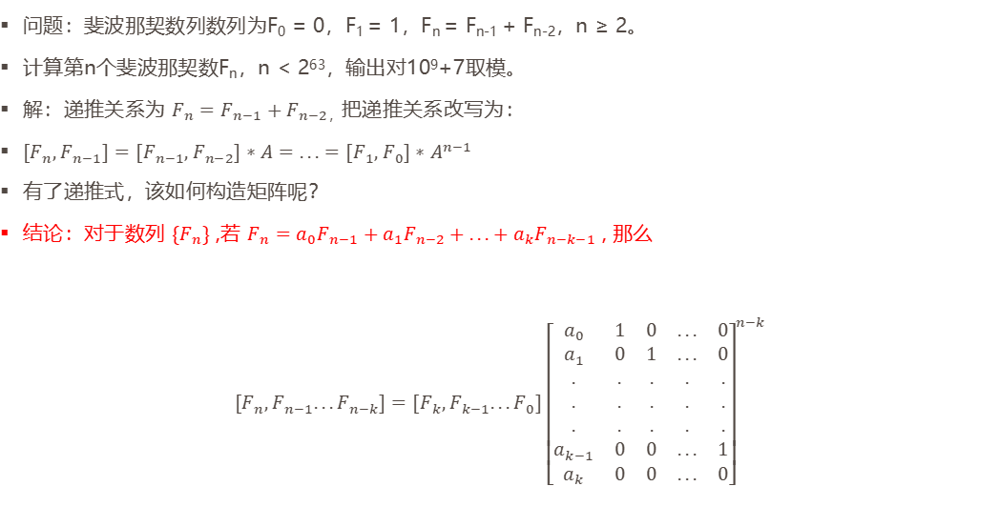 ▪ 问题：斐波那契数列数列为F₀ = 0，F₁ = 1，Fₙ = Fₙ₋₁ + Fₙ₋₂，n ≥ 2。
▪ 计算第n个斐波那契数Fₙ，n < 2⁶³，输出对10⁹+7取模。
▪ 解：递推关系为 $F_n = F_{n-1} + F_{n-2}$，把递推关系改写为：
▪ $[F_n, F_{n-1}] = [F_{n-1}, F_{n-2}] * A = \ldots = [F_1, F_0] * A^{n-1}$
▪ 有了递推式，该如何构造矩阵呢？
▪ 结论：对于数列 $\{F_n\}$ ,若 $F_n = a_0F_{n-1} + a_1F_{n-2} + \ldots + a_kF_{n-k-1}$ , 那么
$[F_n, F_{n-1} \ldots F_{n-k}] = [F_k, F_{k-1} \ldots F_0] \begin{bmatrix} a_0 & 1 & 0 & \ldots & 0 \\ a_1 & 0 & 1 & \ldots & 0 \\ . & . & . & . & . \\ . & . & . & . & . \\ . & . & . & . & . \\ a_{k-1} & 0 & 0 & \ldots & 1 \\ a_k & 0 & 0 & \ldots & 0 \end{bmatrix}^{n-k}$